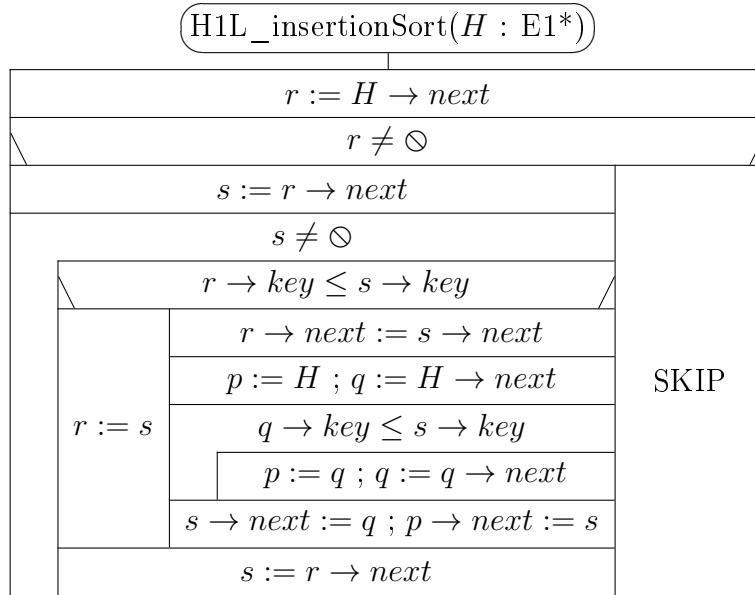 H1L_insertionSort(H : E1*)
r := H → next
r ≠ ⦸
s := r → next
s ≠ ⦸
r → key ≤ s → key
r → next := s → next
p := H ; q := H → next
SKIP
r := s
q → key ≤ s → key
p := q ; q := q → next
s → next := q ; p → next := s
s := r → next